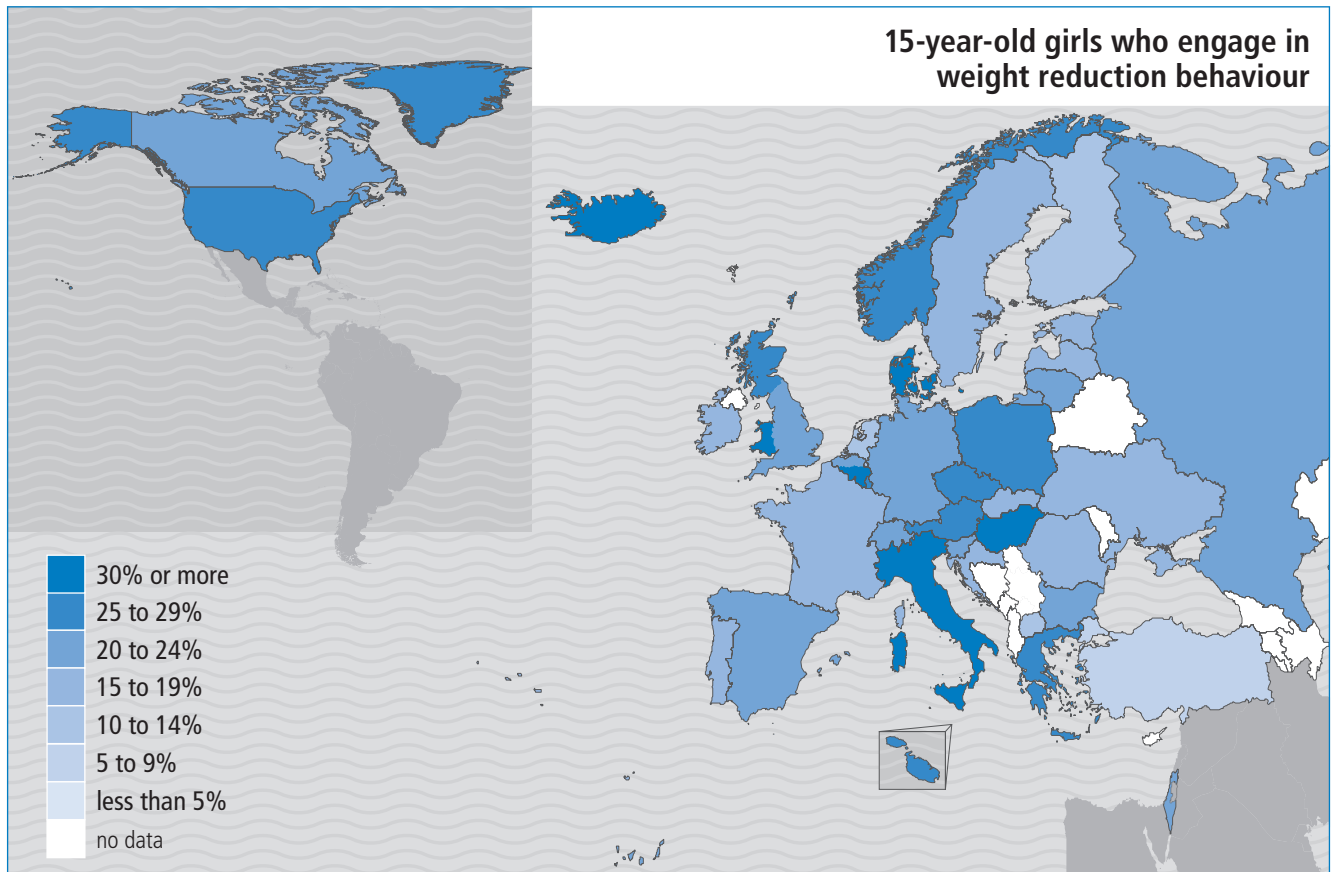 15-year-old girls who engage in
weight reduction behaviour
30% or more
25 to 29%
20 to 24%
15 to 19%
10 to 14%
5 to 9%
less than 5%
no data